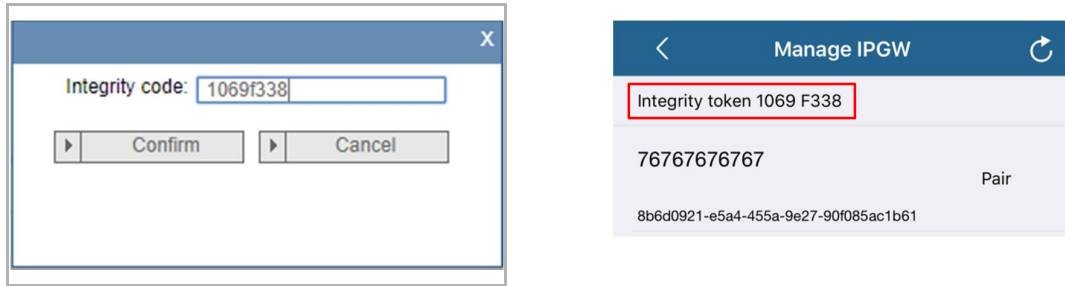 X
Integrity code: 1069f338
Confirm Cancel
Manage IPGW
Integrity token 1069 F338
76767676767
Pair
8b6d0921-e5a4-455a-9e27-90f085ac1b61